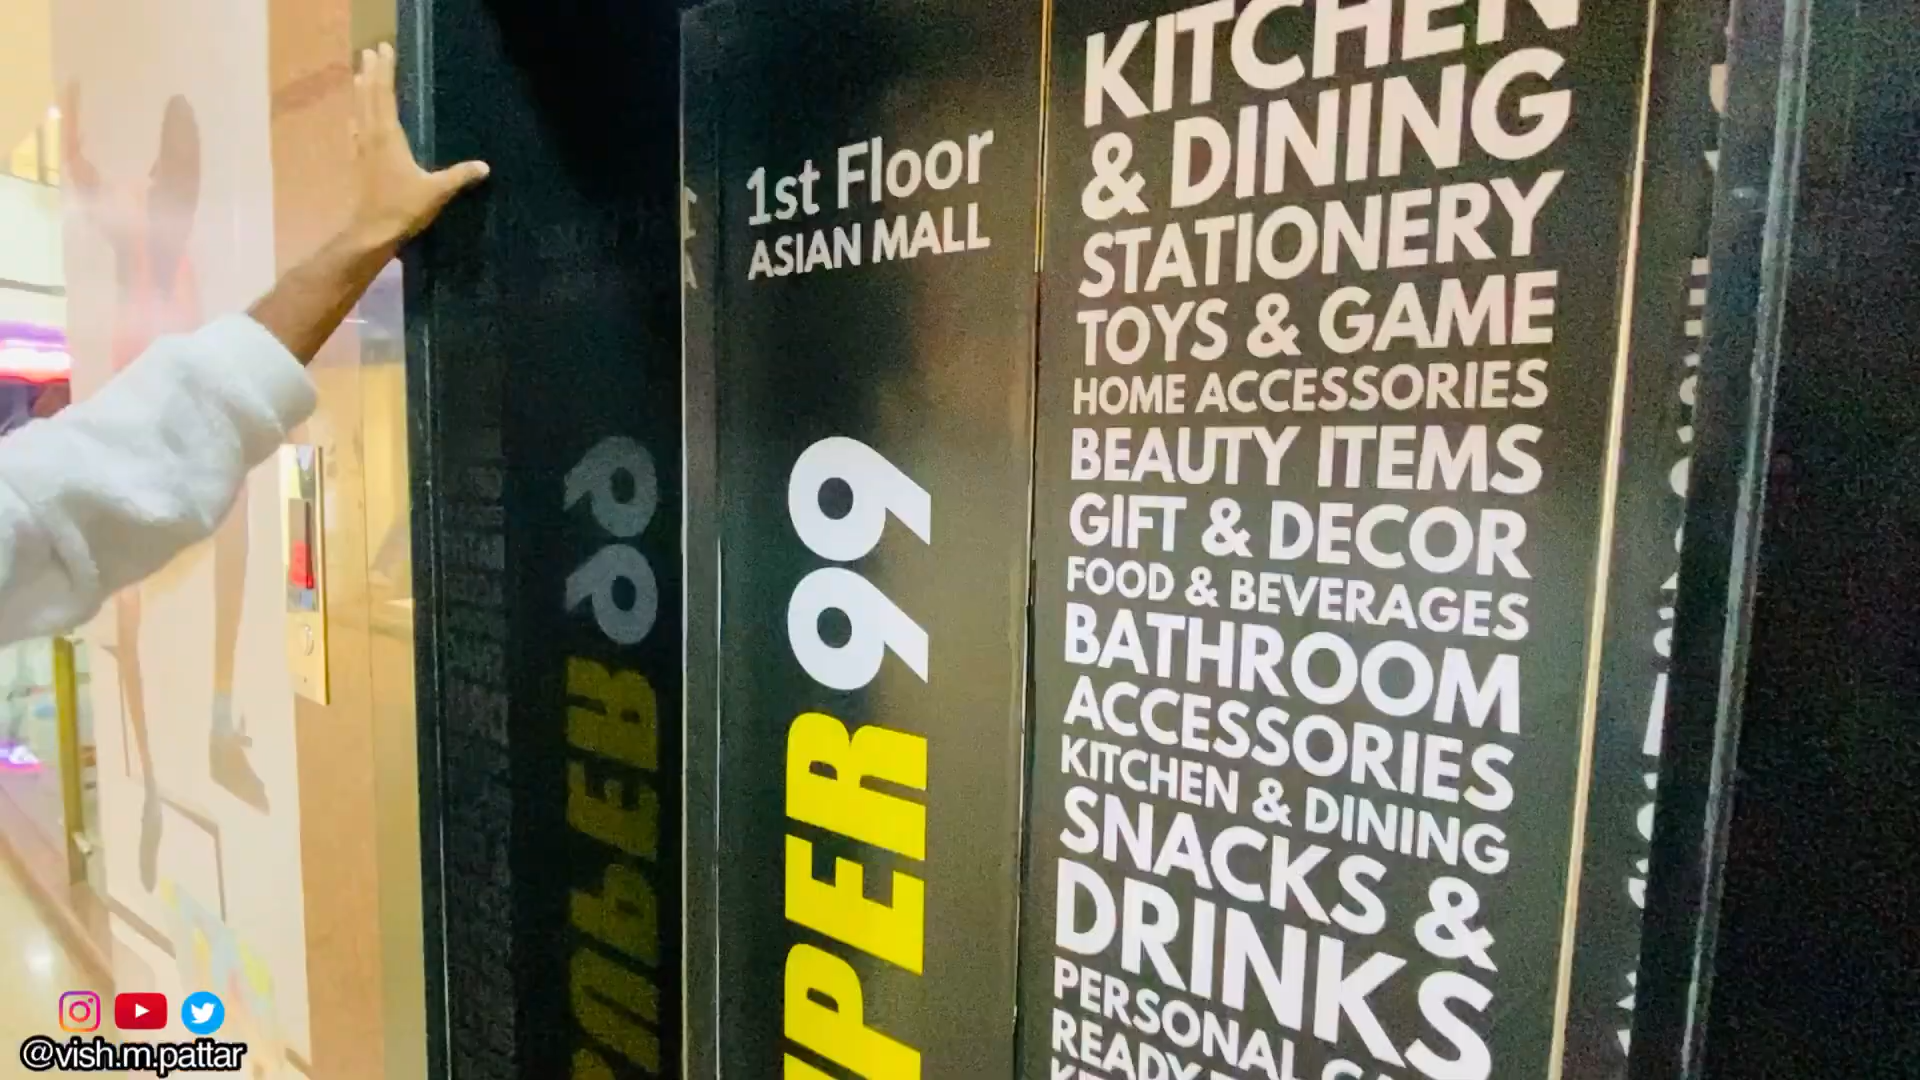 1st Floor
ASIAN MALL
99
KITCHEN
& DINING
STATIONERY
TOYS & GAME
HOME ACCESSORIES
BEAUTY ITEMS
GIFT & DECOR
FOOD & BEVERAGES
BATHROOM
ACCESSORIES
KITCHEN & DINING
SNACKS &
DRINKS
PERSONAL
READY
@vish.m.pattar